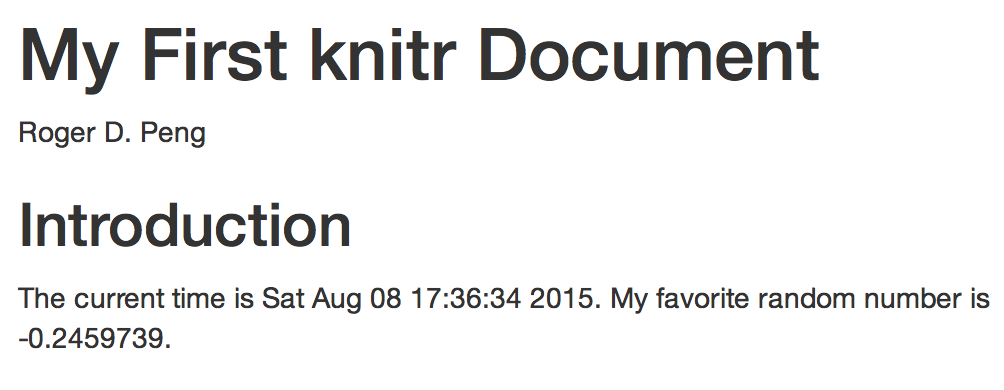 My First knitr Document
Roger D. Peng
Introduction
The current time is Sat Aug 08 17:36:34 2015. My favorite random number is
-0.2459739.